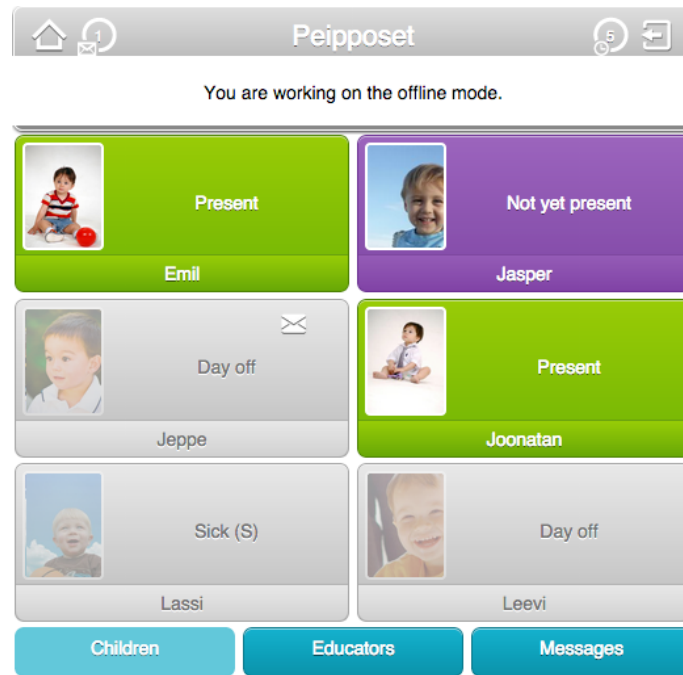 1
Peipposet
5
You are working on the offline mode.
Present
Emil
Not yet present
Jasper
Day off
Jeppe
Present
Joonatan
Sick (S)
Lassi
Day off
Leevi
Children
Educators
Messages